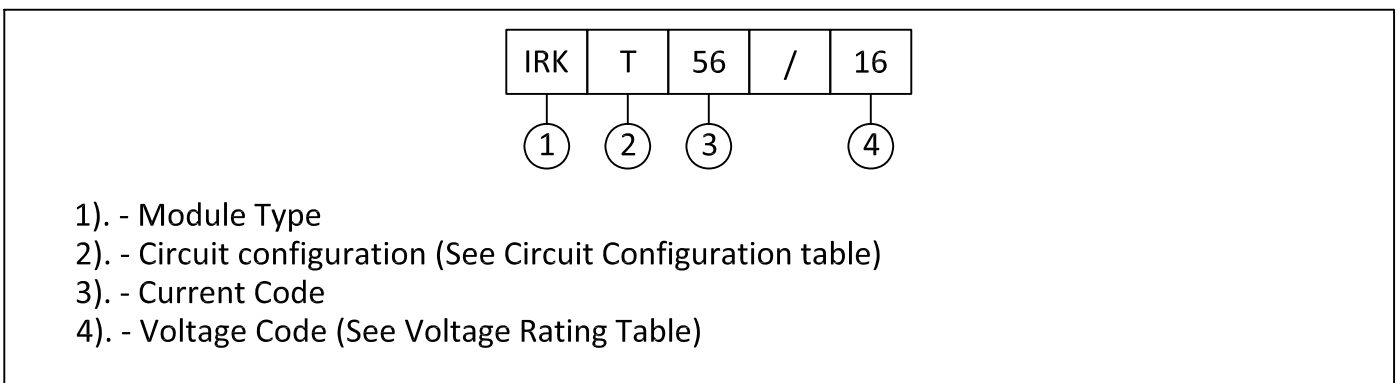 IRK T 56 / 16
1 2 3 4
1). - Module Type
2). - Circuit configuration (See Circuit Configuration table)
3). - Current Code
4). - Voltage Code (See Voltage Rating Table)